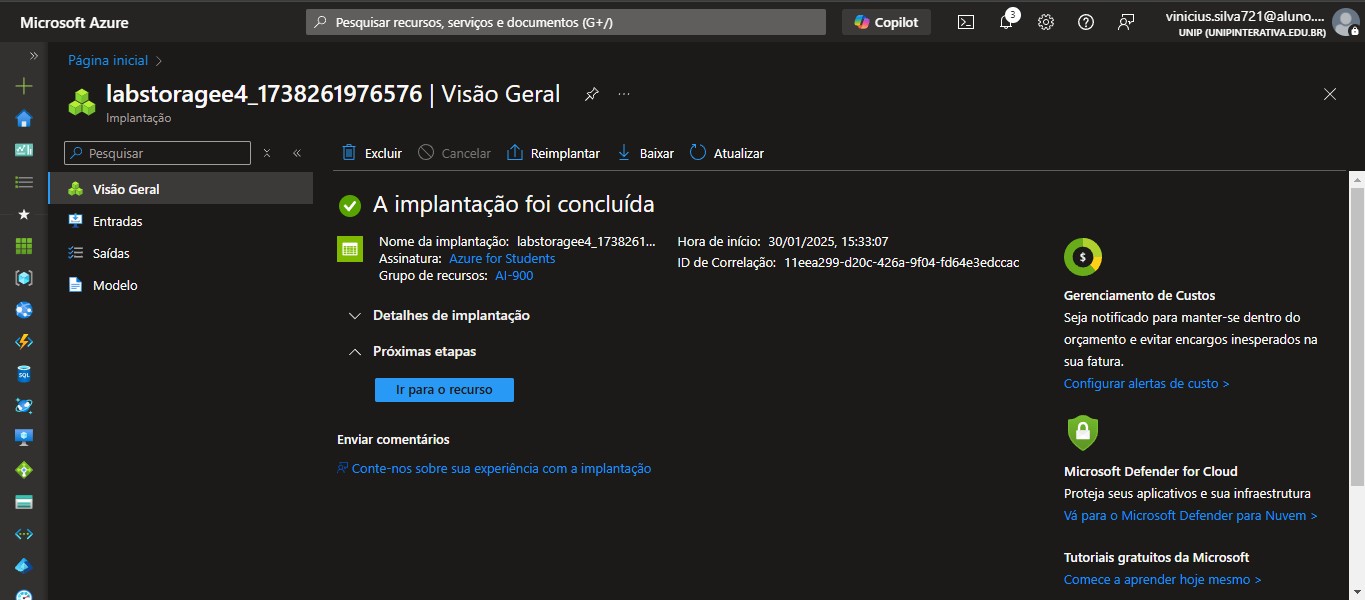 Microsoft Azure
Pesquisar recursos, serviços e documentos (G+/)
Copilot
3
vinicius.silva721@aluno....
UNIP (UNIPINTERATIVA.EDU.BR)
Página inicial
labstoragee4_1738261976576 | Visão Geral
Implantação
Pesquisar
Excluir
Cancelar
Reimplantar
Baixar
Atualizar
Visão Geral
Entradas
Saídas
Modelo
A implantação foi concluída
Nome da implantação: labstoragee4_1738261...
Assinatura: Azure for Students
Grupo de recursos: AI-900
Hora de início: 30/01/2025, 15:33:07
ID de Correlação: 11eea299-d20c-426a-9f04-fd64e3edccac
Detalhes de implantação
Próximas etapas
Ir para o recurso
Enviar comentários
Conte-nos sobre sua experiência com a implantação
$
Gerenciamento de Custos
Seja notificado para manter-se dentro do
orçamento e evitar encargos inesperados na
sua fatura.
Configurar alertas de custo >
Microsoft Defender for Cloud
Proteja seus aplicativos e sua infraestrutura
Vá para o Microsoft Defender para Nuvem >
Tutoriais gratuitos da Microsoft
Comece a aprender hoje mesmo >
SQL